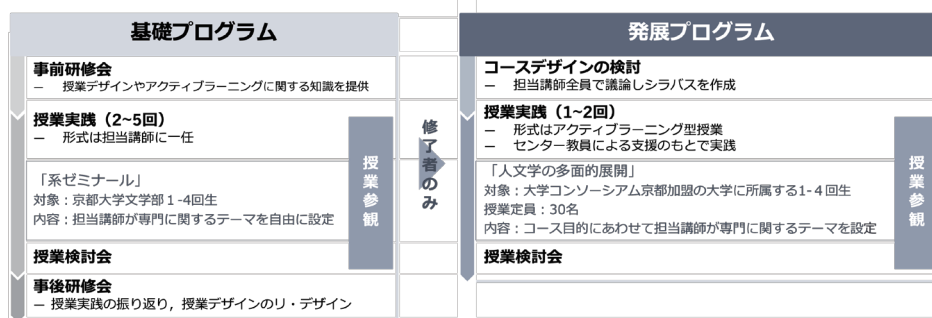 基礎プログラム
事前研修会
― 授業デザインやアクティブラーニングに関する知識を提供
授業実践（2~5回）
― 形式は担当講師に一任
「系ゼミナール」
対象：京都大学文学部１-4回生
内容：担当講師が専門に関するテーマを自由に設定
授業検討会
事後研修会
― 授業実践の振り返り，授業デザインのリ・デザイン
授業参観
修了者のみ
発展プログラム
コースデザインの検討
― 担当講師全員で議論しシラバスを作成
授業実践（1~2回）
― 形式はアクティブラーニング型授業
― センター教員による支援のもとで実践
「人文学の多面的展開」
対象：大学コンソーシアム京都加盟の大学に所属する1-４回生
授業定員：30名
内容：コース目的にあわせて担当講師が専門に関するテーマを設定
授業検討会
授業参観